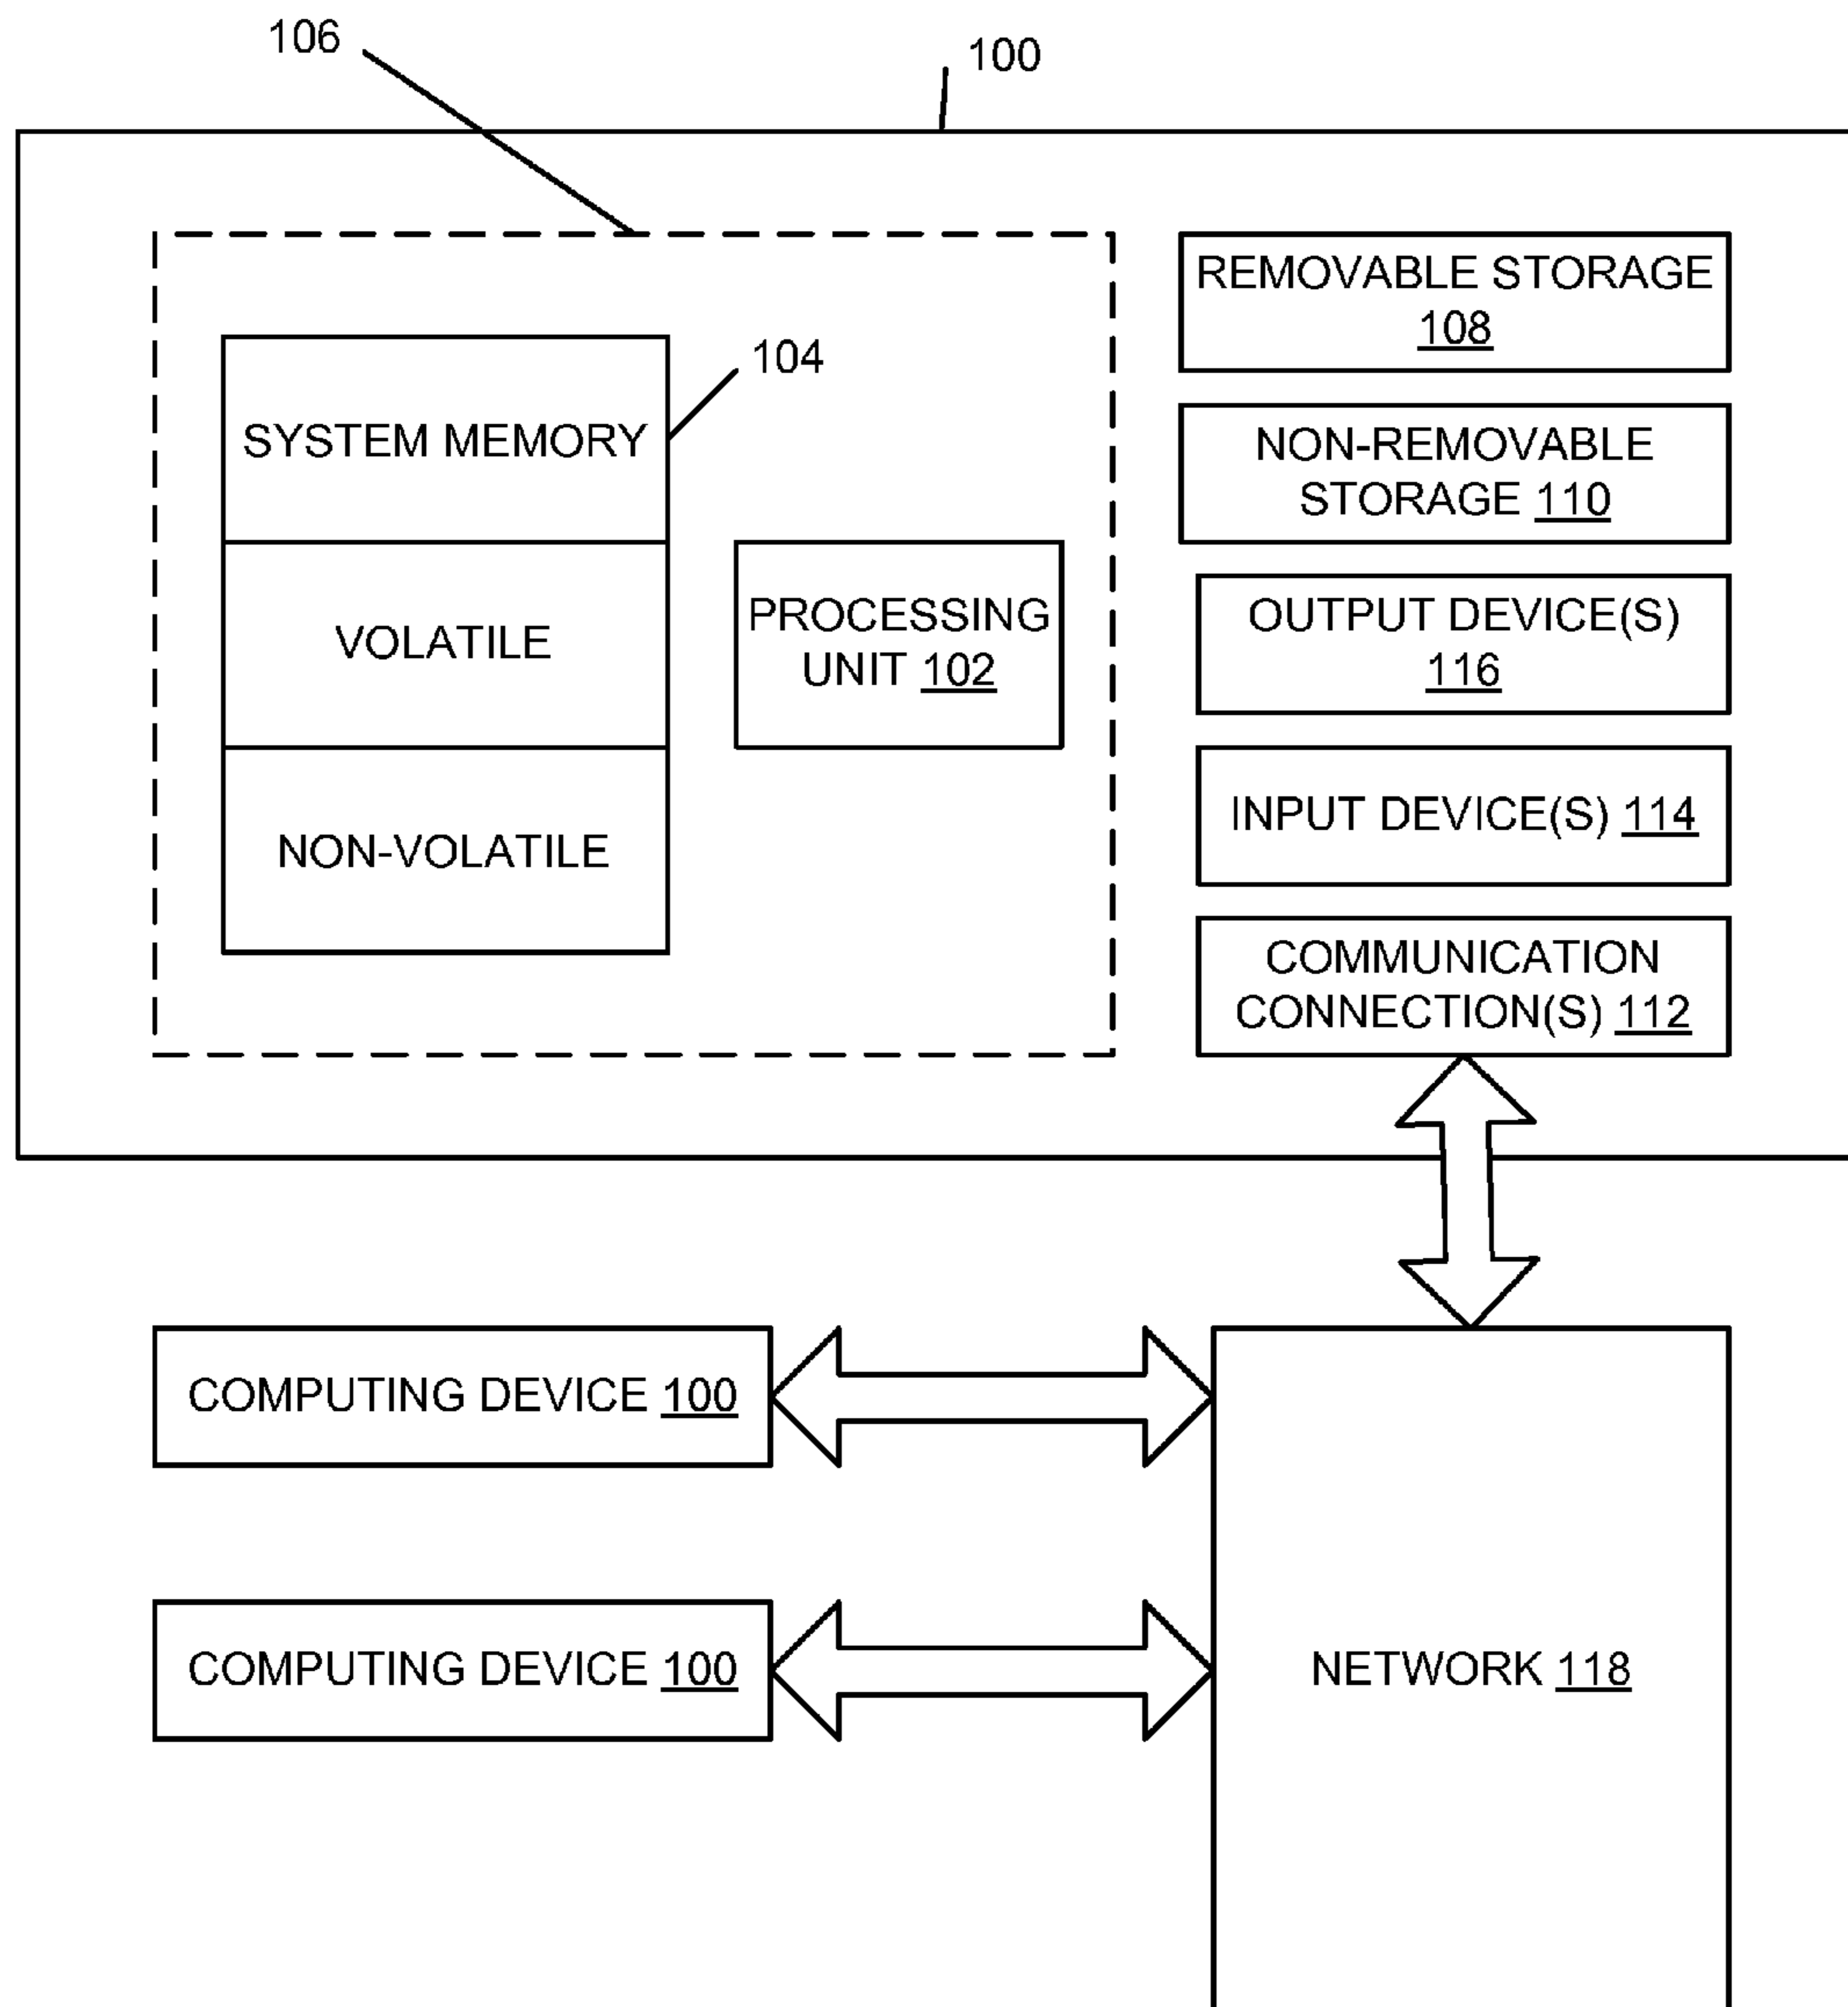 106
100
REMOVABLE STORAGE
108
104
SYSTEM MEMORY
NON-REMOVABLE
STORAGE 110
VOLATILE
PROCESSING
UNIT 102
OUTPUT DEVICE(S)
116
NON-VOLATILE
INPUT DEVICE(S) 114
COMMUNICATION
CONNECTION(S) 112
COMPUTING DEVICE 100
COMPUTING DEVICE 100
NETWORK 118